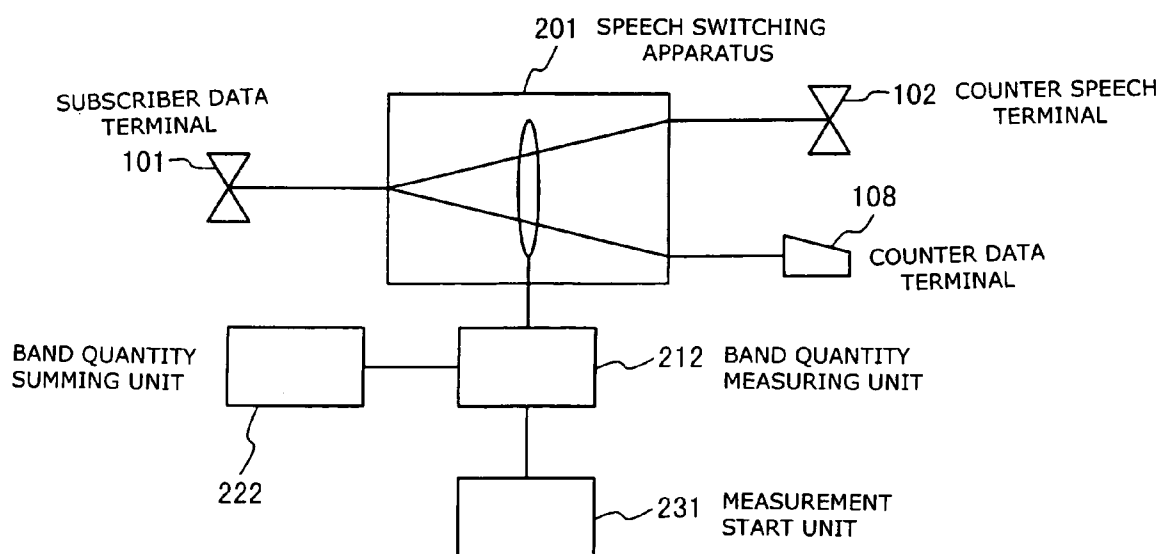 201 SPEECH SWITCHING
APPARATUS
SUBSCRIBER DATA
TERMINAL
101
102 COUNTER SPEECH
TERMINAL
108
COUNTER DATA
TERMINAL
BAND QUANTITY
SUMMING UNIT
222
212 BAND QUANTITY
MEASURING UNIT
231 MEASUREMENT
START UNIT